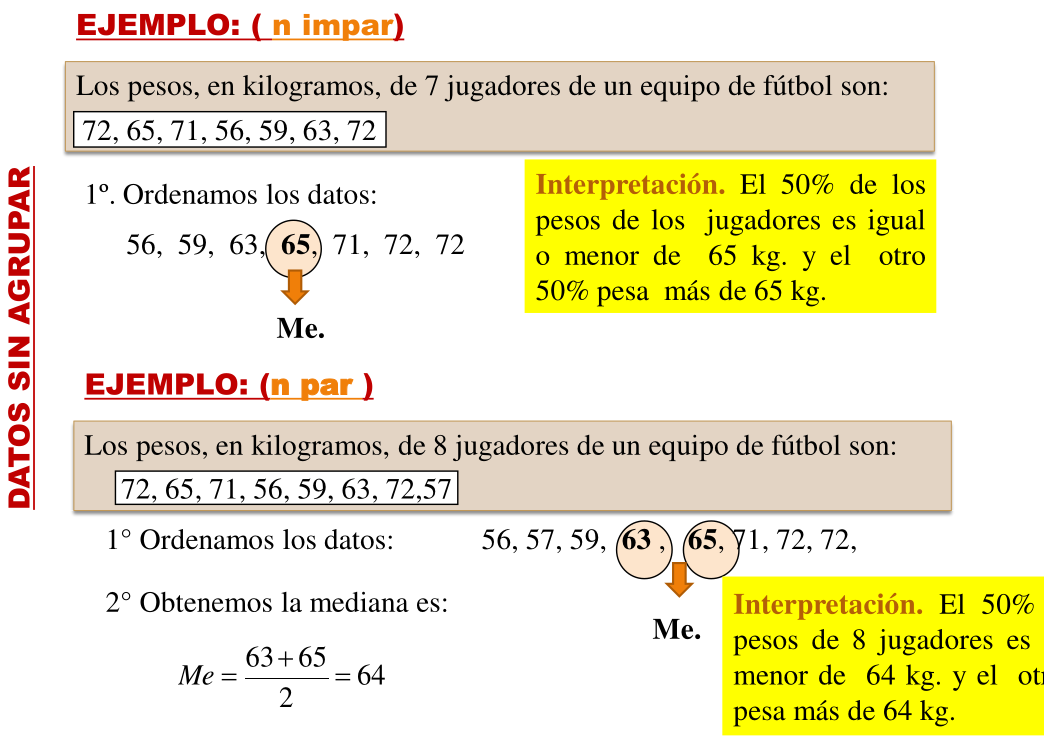 EJEMPLO: ( n impar)
Los pesos, en kilogramos, de 7 jugadores de un equipo de fútbol son:
72, 65, 71, 56, 59, 63, 72
DATOS SIN AGRUPAR
1º. Ordenamos los datos:
56, 59, 63, 65, 71, 72, 72
Me.
Interpretación. El 50% de los
pesos de los jugadores es igual
o menor de 65 kg. y el otro
50% pesa más de 65 kg.
EJEMPLO: (n par )
Los pesos, en kilogramos, de 8 jugadores de un equipo de fútbol son:
72, 65, 71, 56, 59, 63, 72,57
1° Ordenamos los datos: 56, 57, 59, 63 , 65, 71, 72, 72,
2° Obtenemos la mediana es:
Me.
Me = (63+65)/2 = 64
Interpretación. El 50%
pesos de 8 jugadores es
menor de 64 kg. y el
pesa más de 64 kg.